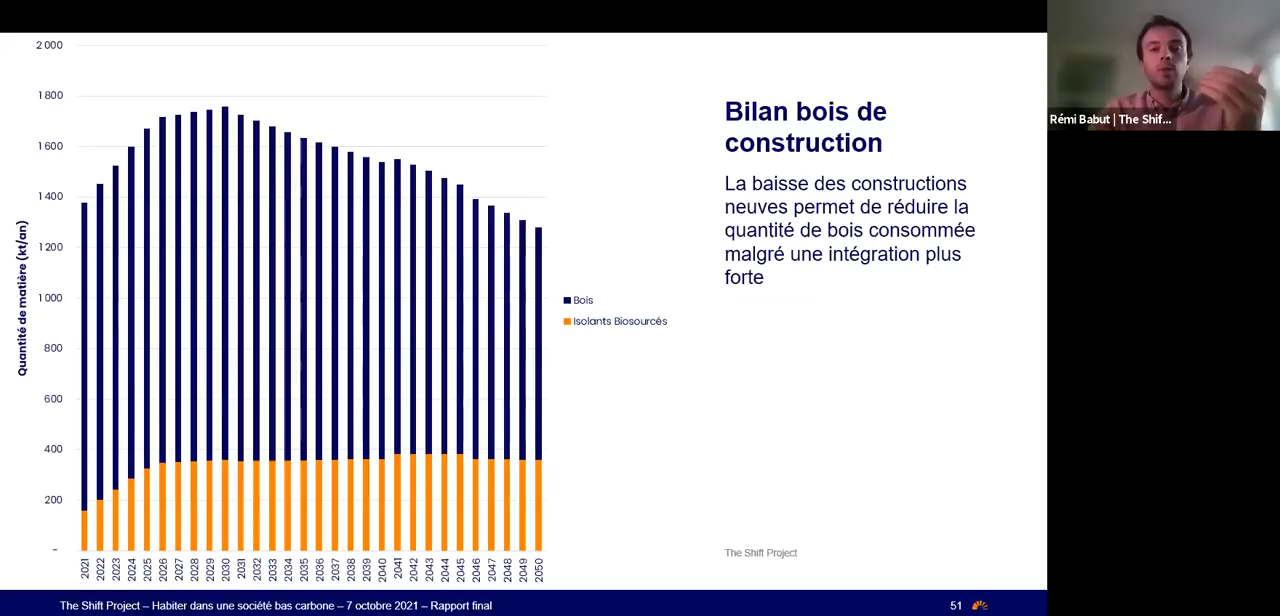 2 000
1 800
1 600
1 400
1 200
1 000
800
600
400
200
–
Quantité de matière (kt/an)
2021 2022 2023 2024 2025 2026 2027 2028 2029 2030 2031 2032 2033 2034 2035 2036 2037 2038 2039 2040 2041 2042 2043 2044 2045 2046 2047 2048 2049 2050
Bois
Isolants Biosourcés
Bilan bois de
construction
La baisse des constructions
neuves permet de réduire la
quantité de bois consommée
malgré une intégration plus
forte
The Shift Project
The Shift Project – Habiter dans une société bas carbone – 7 octobre 2021 – Rapport final
51
Rémi Babut | The Shif...